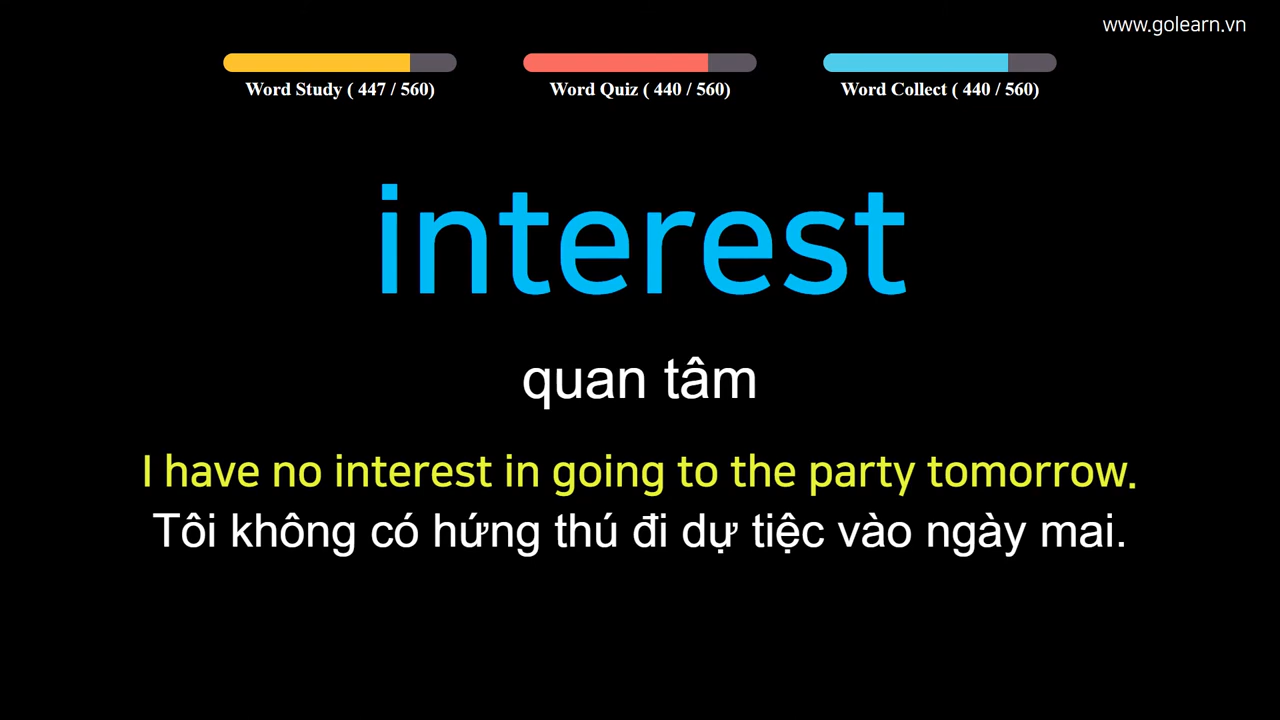 www.golearn.vn
Word Study ( 447 / 560)
Word Quiz ( 440 / 560)
Word Collect ( 440 / 560)
interest
quan tâm
I have no interest in going to the party tomorrow.
Tôi không có hứng thú đi dự tiệc vào ngày mai.